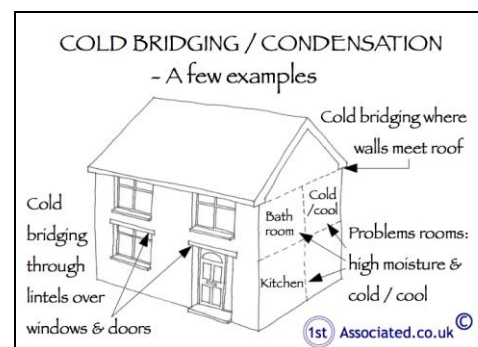 COLD BRIDGING / CONDENSATION
- A few examples
Cold bridging where
walls meet roof
Cold
bridging
through
lintels over
windows & doors
Bath
room
Cold
/cool
Kitchen
Problems rooms:
high moisture &
cold / cool
1st Associated.co.uk ©